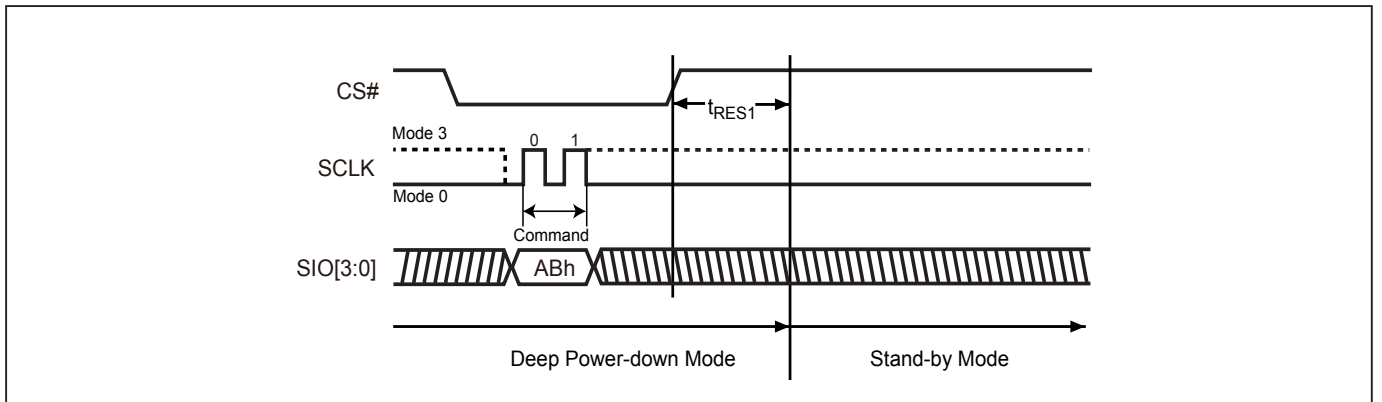 CS#
tRES1
Mode 3
0 1
SCLK
Mode 0
Command
SIO[3:0]
ABh
Deep Power-down Mode
Stand-by Mode